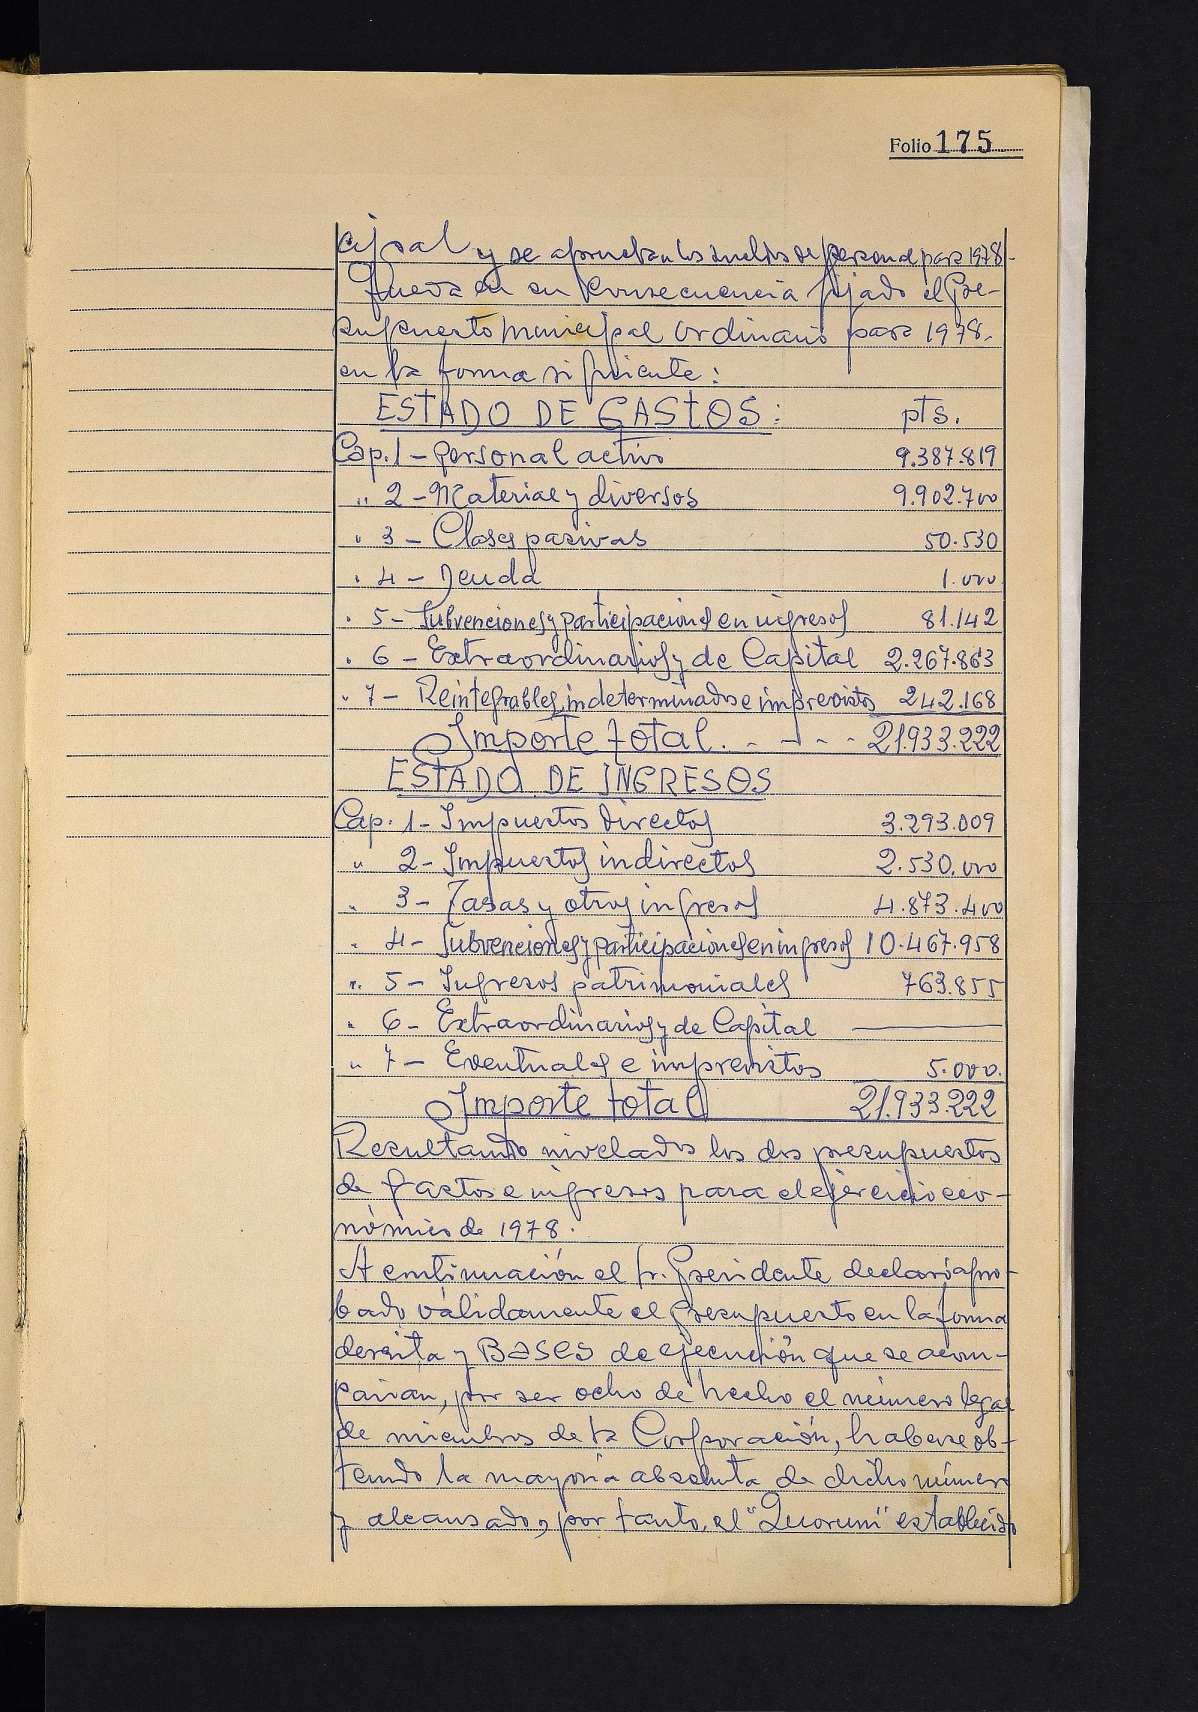 Folio 175
cipal y se aprueban los sueldos de personal para 1978-
Queda en su consecuencia fijado el Pre-
supuesto municipal ordinario para 1978-
en la forma siguiente:
ESTADO DE GASTOS: pts.
Cap. 1 - Personal activo 9.387.819
" 2 - Material y diversos 9.902.700
" 3 - Clases pasivas 50.530
" 4 - Deuda 1.000
" 5 - Subvenciones y participaciones en ingresos 81.142
" 6 - Extraordinarios y de Capital 2.267.863
" 7 - Reintegrables, indeterminados e imprevistos 242.168
Importe total. - - - - 21.933.222
ESTADO DE INGRESOS
Cap. 1 - Impuestos directos 3.293.009
" 2 - Impuestos indirectos 2.530.000
" 3 - Tasas y otros ingresos 4.873.400
" 4 - Subvenciones y participaciones en ingresos 10.467.958
" 5 - Ingresos patrimoniales 763.855
" 6 - Extraordinarios y de Capital ———
" 7 - Eventuales e imprevistos 5.000.
Importe total 21.933.222
Resultando nivelados los dos presupuestos
de gastos e ingresos para el ejercicio eco-
nómico de 1978.
A continuación el Sr. Presidente declaró apro-
bado válidamente el presupuesto en la forma
descrita y BASES de ejecución que se acom-
pañan, por ser ocho de hecho el número legal
de miembros de la Corporación, haberse ob-
tenido la mayoría absoluta de dicho número
y alcansado, por tanto, el "Quorum" establecido